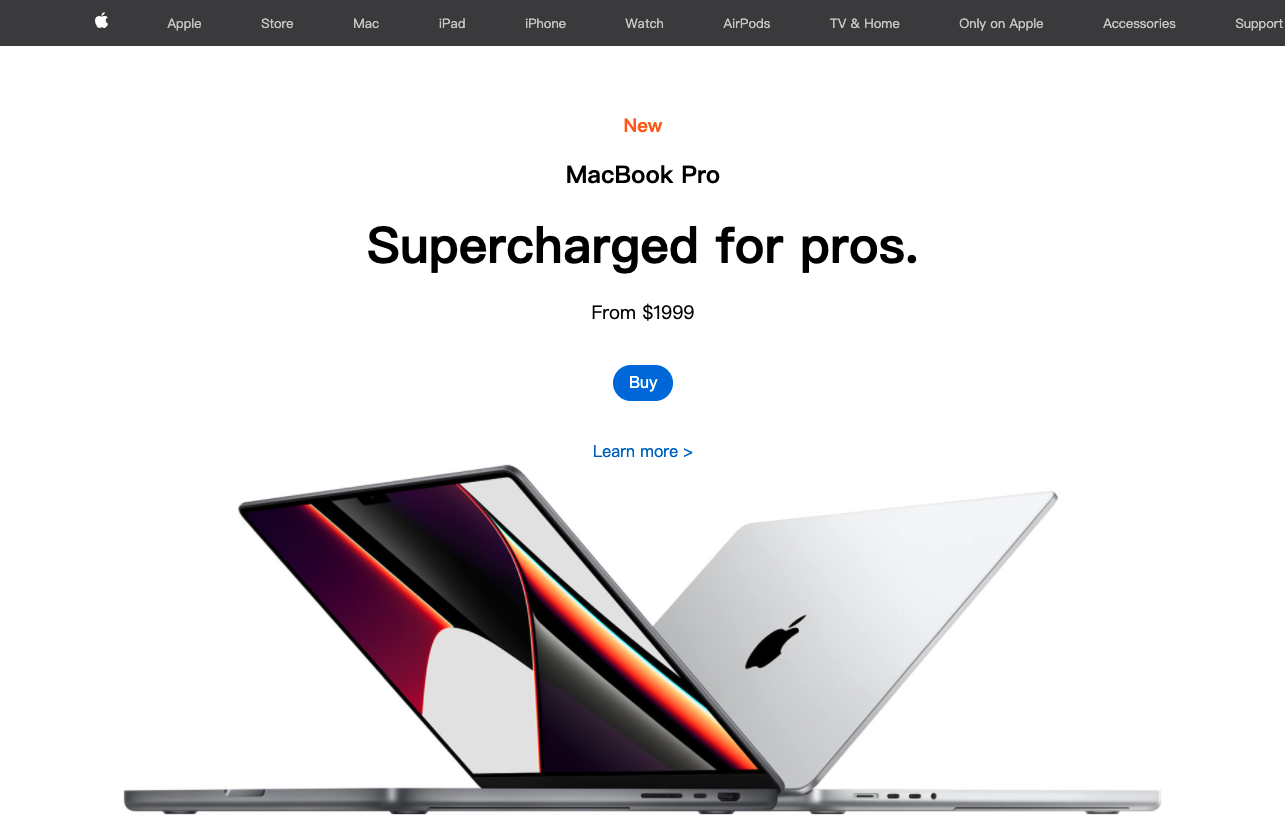 Apple Store Mac iPad iPhone Watch AirPods TV & Home Only on Apple Accessories Support
New
MacBook Pro
Supercharged for pros.
From $1999
Buy
Learn more >